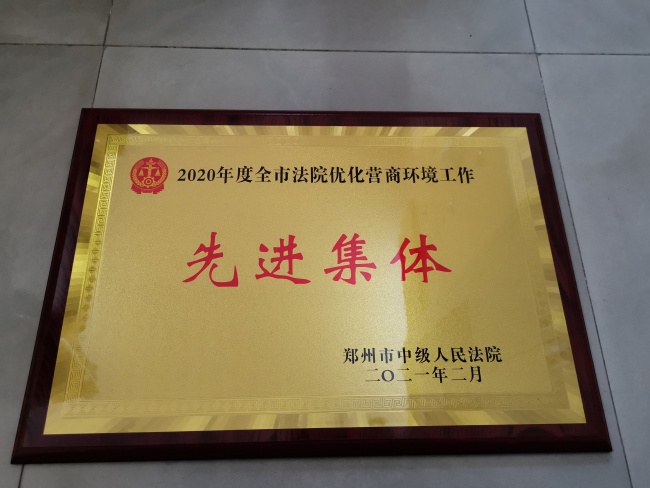 2020年度全市法院优化营商环境工作
先进集体
郑州市中级人民法院
二〇二一年二月